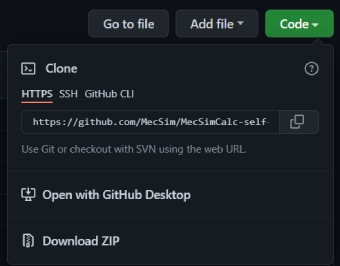 Go to file Add file Code
Clone
HTTPS SSH GitHub CLI
https://github.com/MecSim/MecSimCalc-self-
Use Git or checkout with SVN using the web URL.
Open with GitHub Desktop
Download ZIP